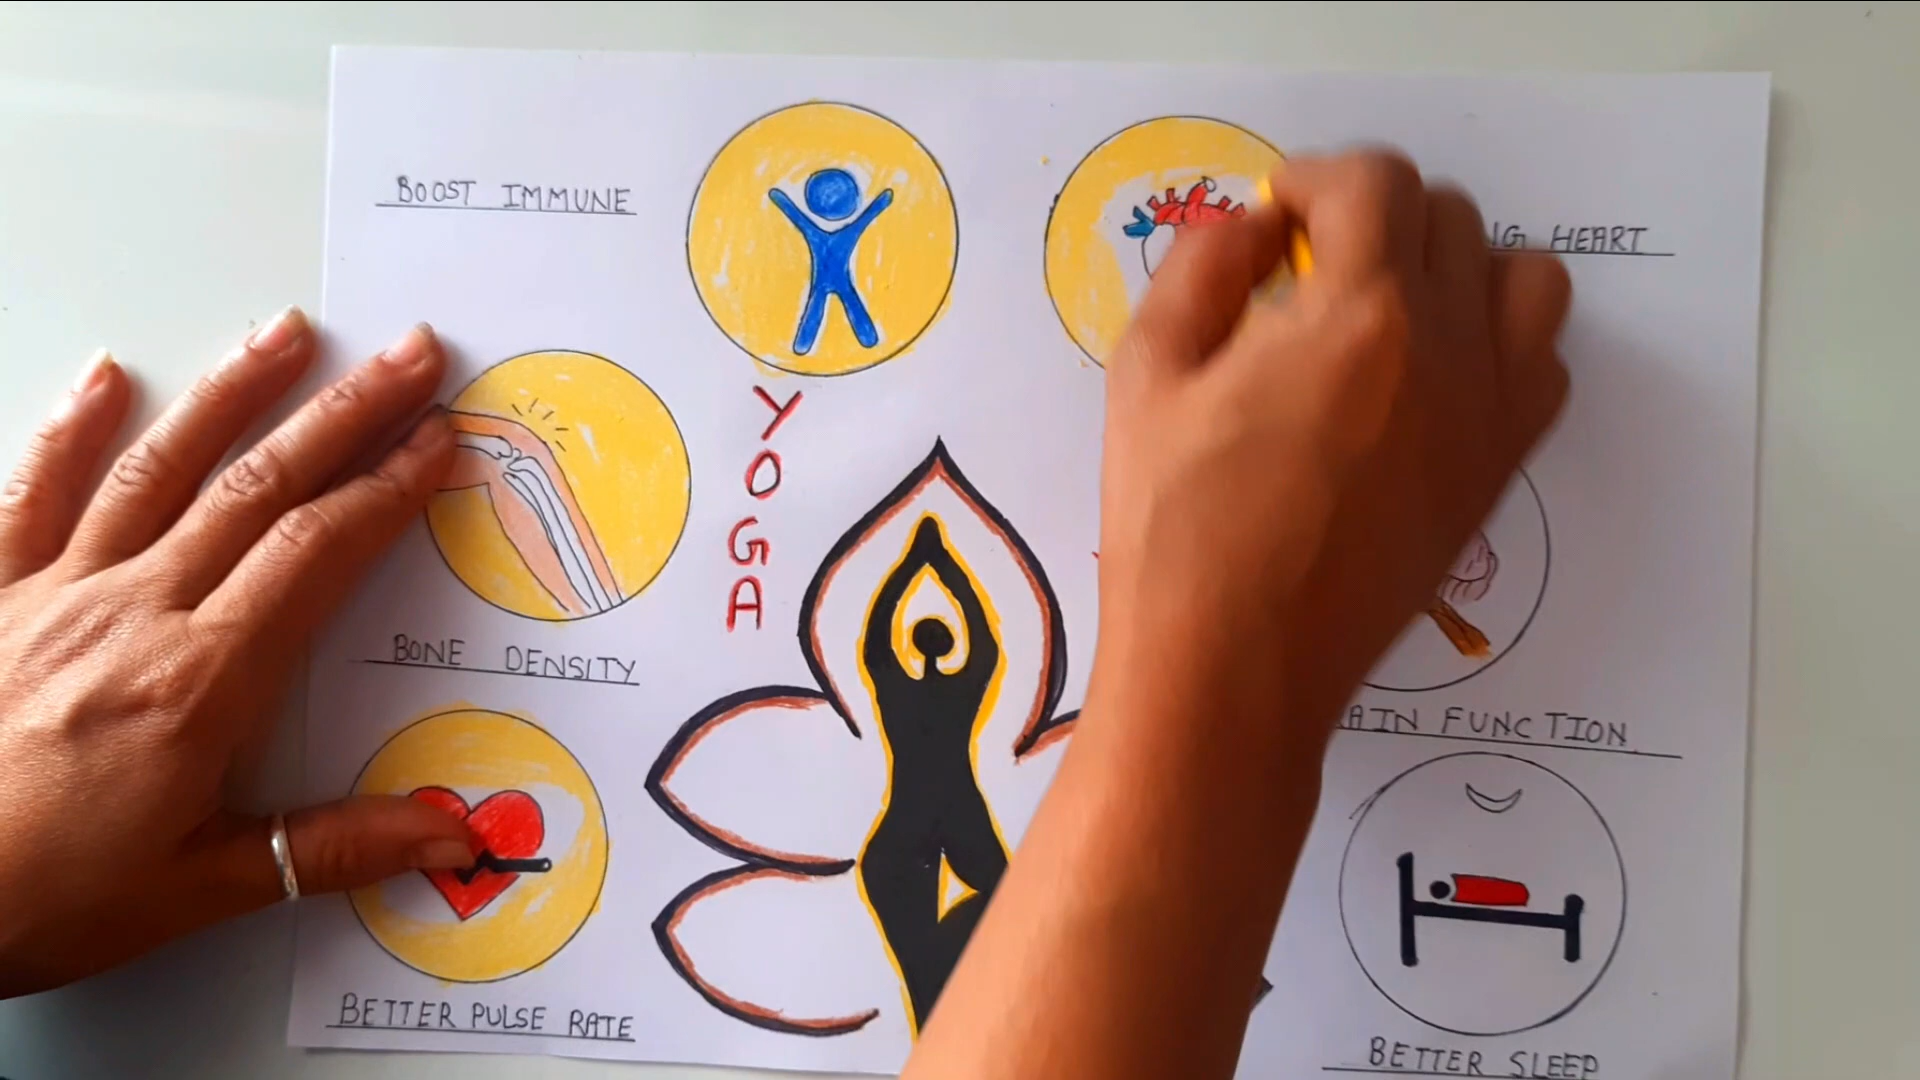 BOOST IMMUNE
HEART
YOGA
BONE DENSITY
FUNCTION
BETTER PULSE RATE
BETTER SLEEP